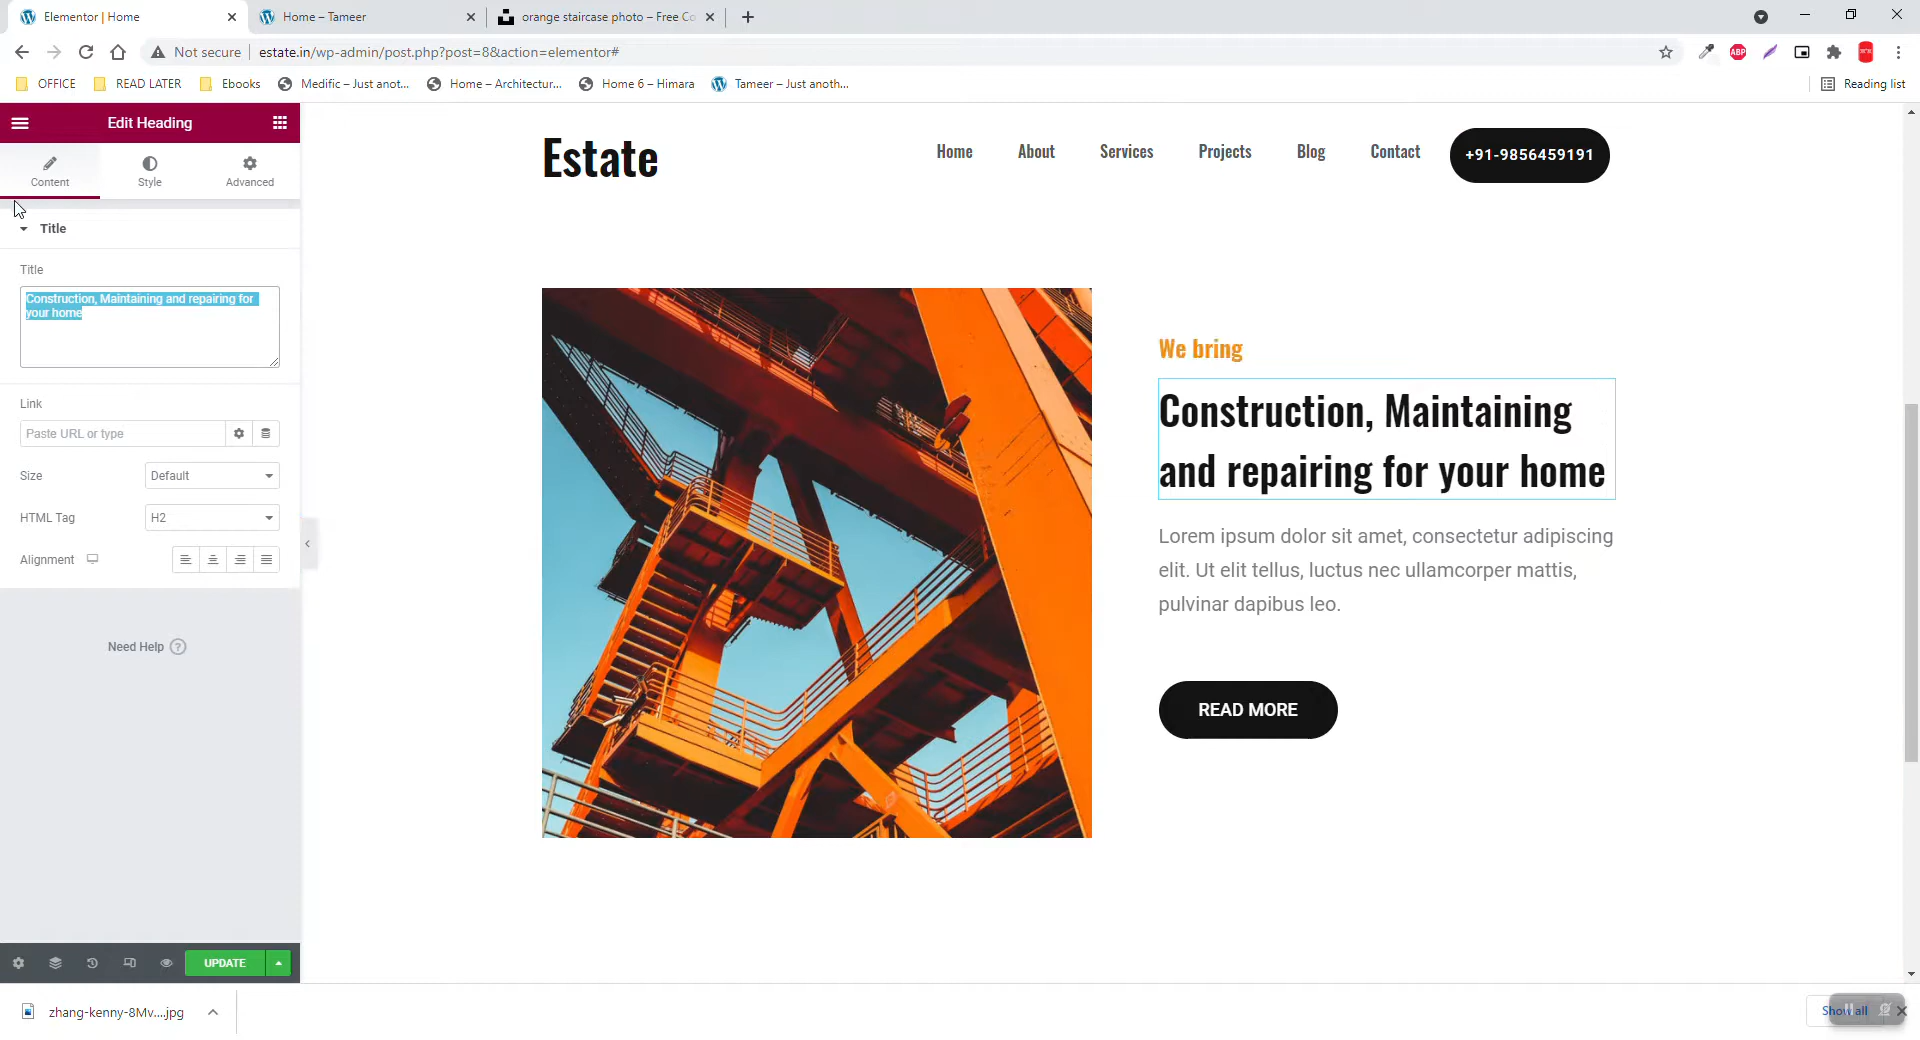 Elementor | Home
Home – Tameer
orange staircase photo – Free Co
Not secure
estate.in/wp-admin/post.php?post=8&action=elementor#
ABP
OFFICE
READ LATER
Ebooks
Medific – Just anot...
Home – Architectur...
Home 6 – Himara
Tameer – Just anoth...
Reading list
Edit Heading
Content
Style
Advanced
Title
Title
Construction, Maintaining and repairing for
your home
Link
Paste URL or type
Size
Default
HTML Tag
H2
Alignment
Need Help
?
UPDATE
Estate
Home
About
Services
Projects
Blog
Contact
+91-9856459191
We bring
Construction, Maintaining
and repairing for your home
Lorem ipsum dolor sit amet, consectetur adipiscing
elit. Ut elit tellus, luctus nec ullamcorper mattis,
pulvinar dapibus leo.
READ MORE
zhang-kenny-8Mv....jpg
Show all